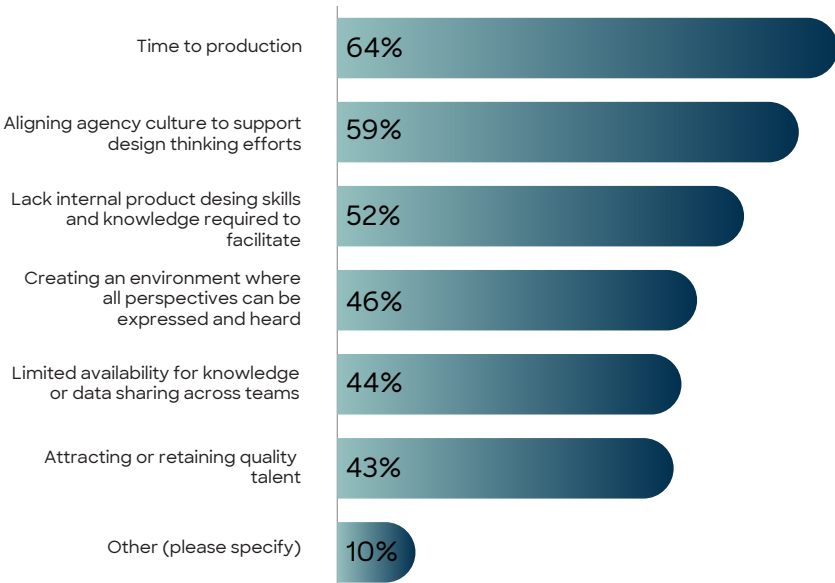 Time to production
64%
Aligning agency culture to support
design thinking efforts
59%
Lack internal product desing skills
and knowledge required to
facilitate
52%
Creating an environment where
all perspectives can be
expressed and heard
46%
Limited availability for knowledge
or data sharing across teams
44%
Attracting or retaining quality
talent
43%
Other (please specify)
10%